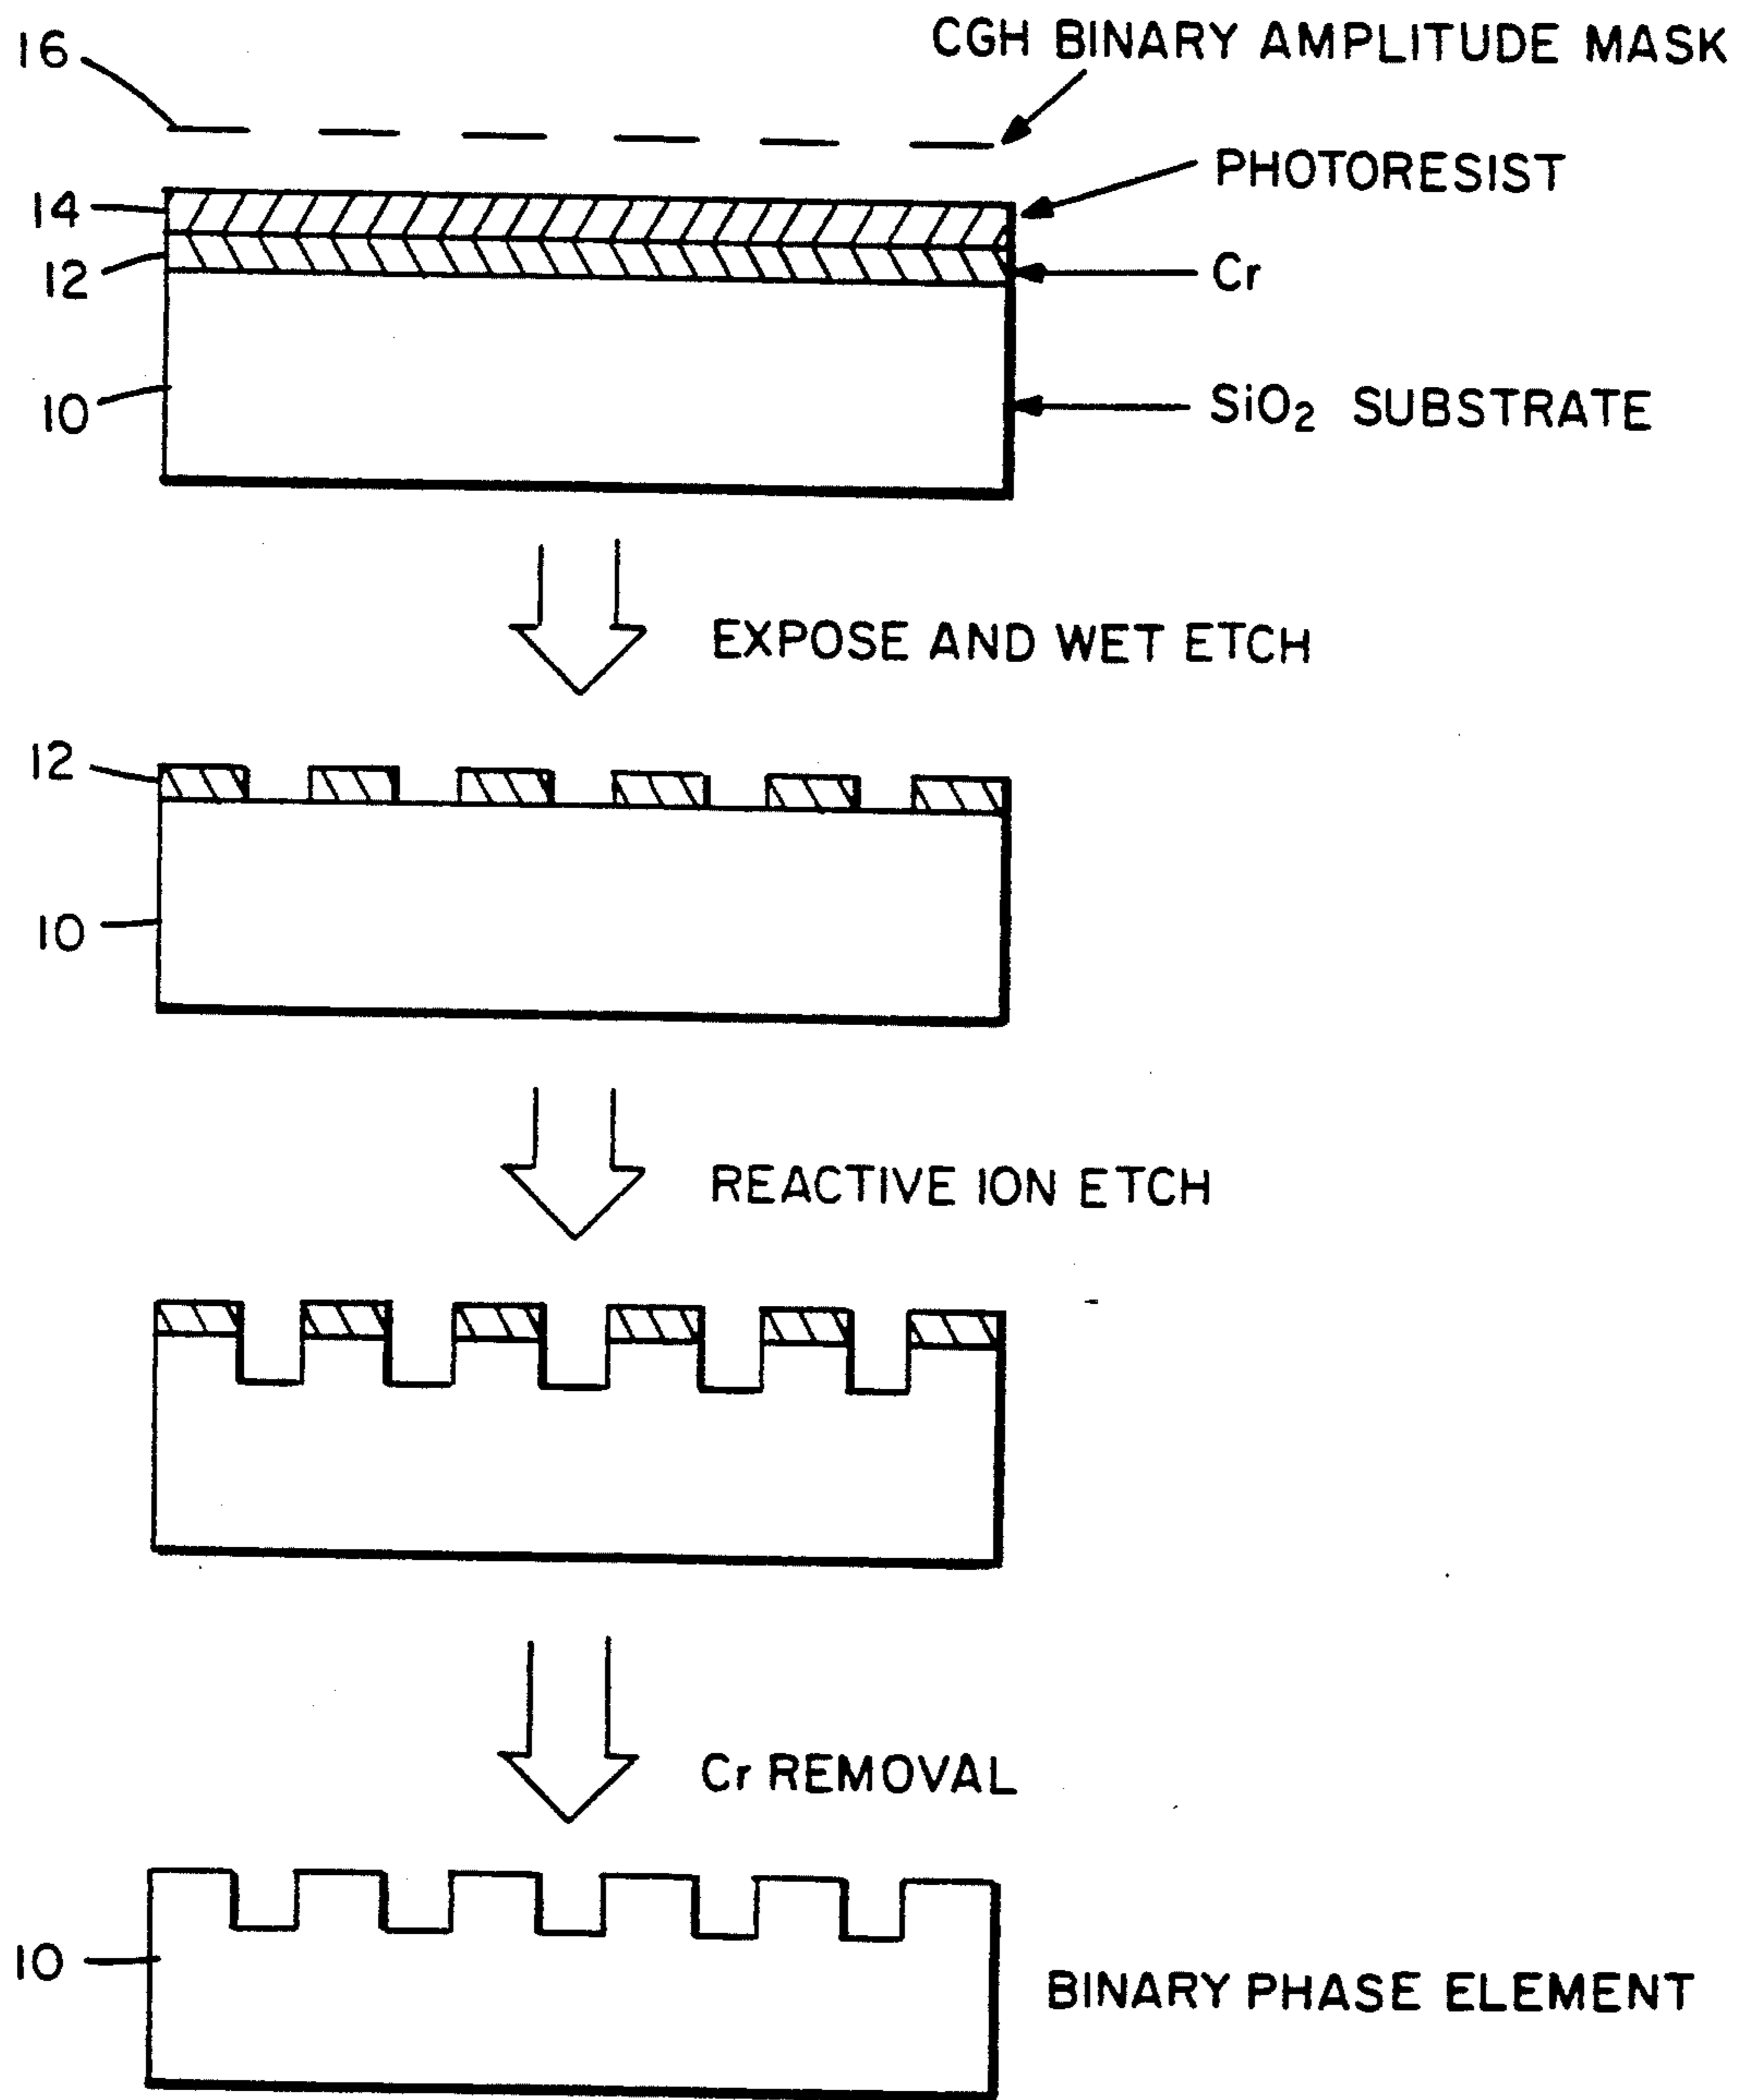 16
CGH BINARY AMPLITUDE MASK
PHOTORESIST
14
12
Cr
10
SiO₂ SUBSTRATE
EXPOSE AND WET ETCH
12
10
REACTIVE ION ETCH
Cr REMOVAL
10
BINARY PHASE ELEMENT